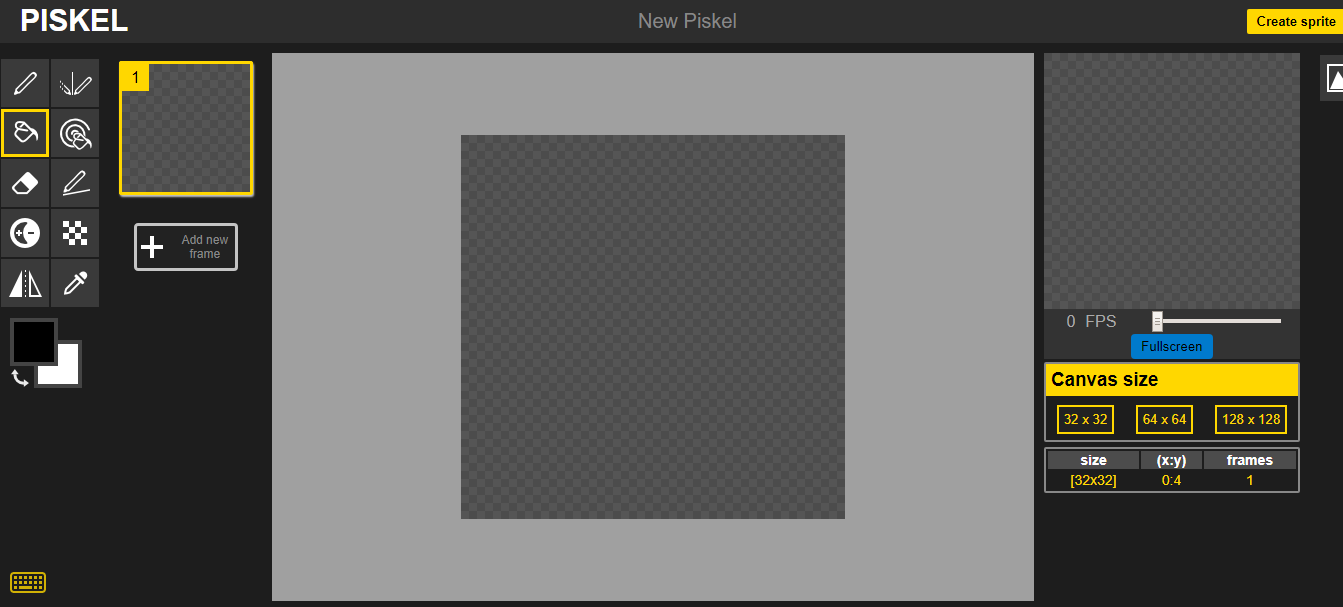 PISKEL
New Piskel
Create sprite
1
Add new
frame
0 FPS
Fullscreen
Canvas size
32 x 32 64 x 64 128 x 128
size (x:y) frames
[32x32] 0:4 1